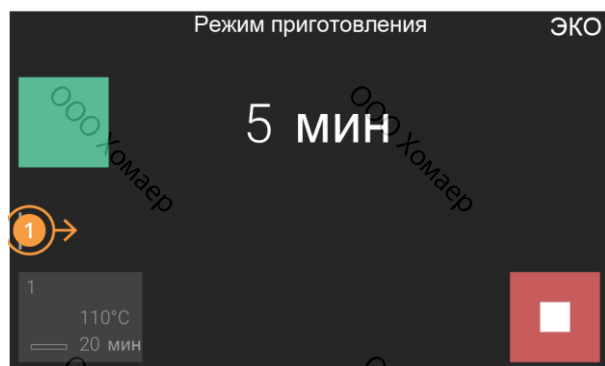 Режим приготовления
ЭКО
5 мин
ООО Хомаер
ООО Хомаер
1
1
110°C
20 мин